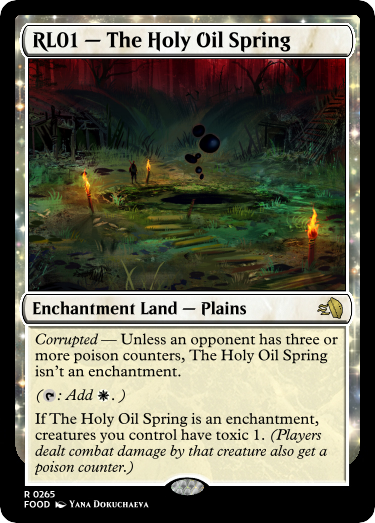 RL01 — The Holy Oil Spring
Enchantment Land — Plains
Corrupted — Unless an opponent has three or
more poison counters, The Holy Oil Spring
isn't an enchantment.
(: Add .)
If The Holy Oil Spring is an enchantment,
creatures you control have toxic 1. (Players
dealt combat damage by that creature also get a
poison counter.)
R 0265
FOOD Yana Dokuchaeva